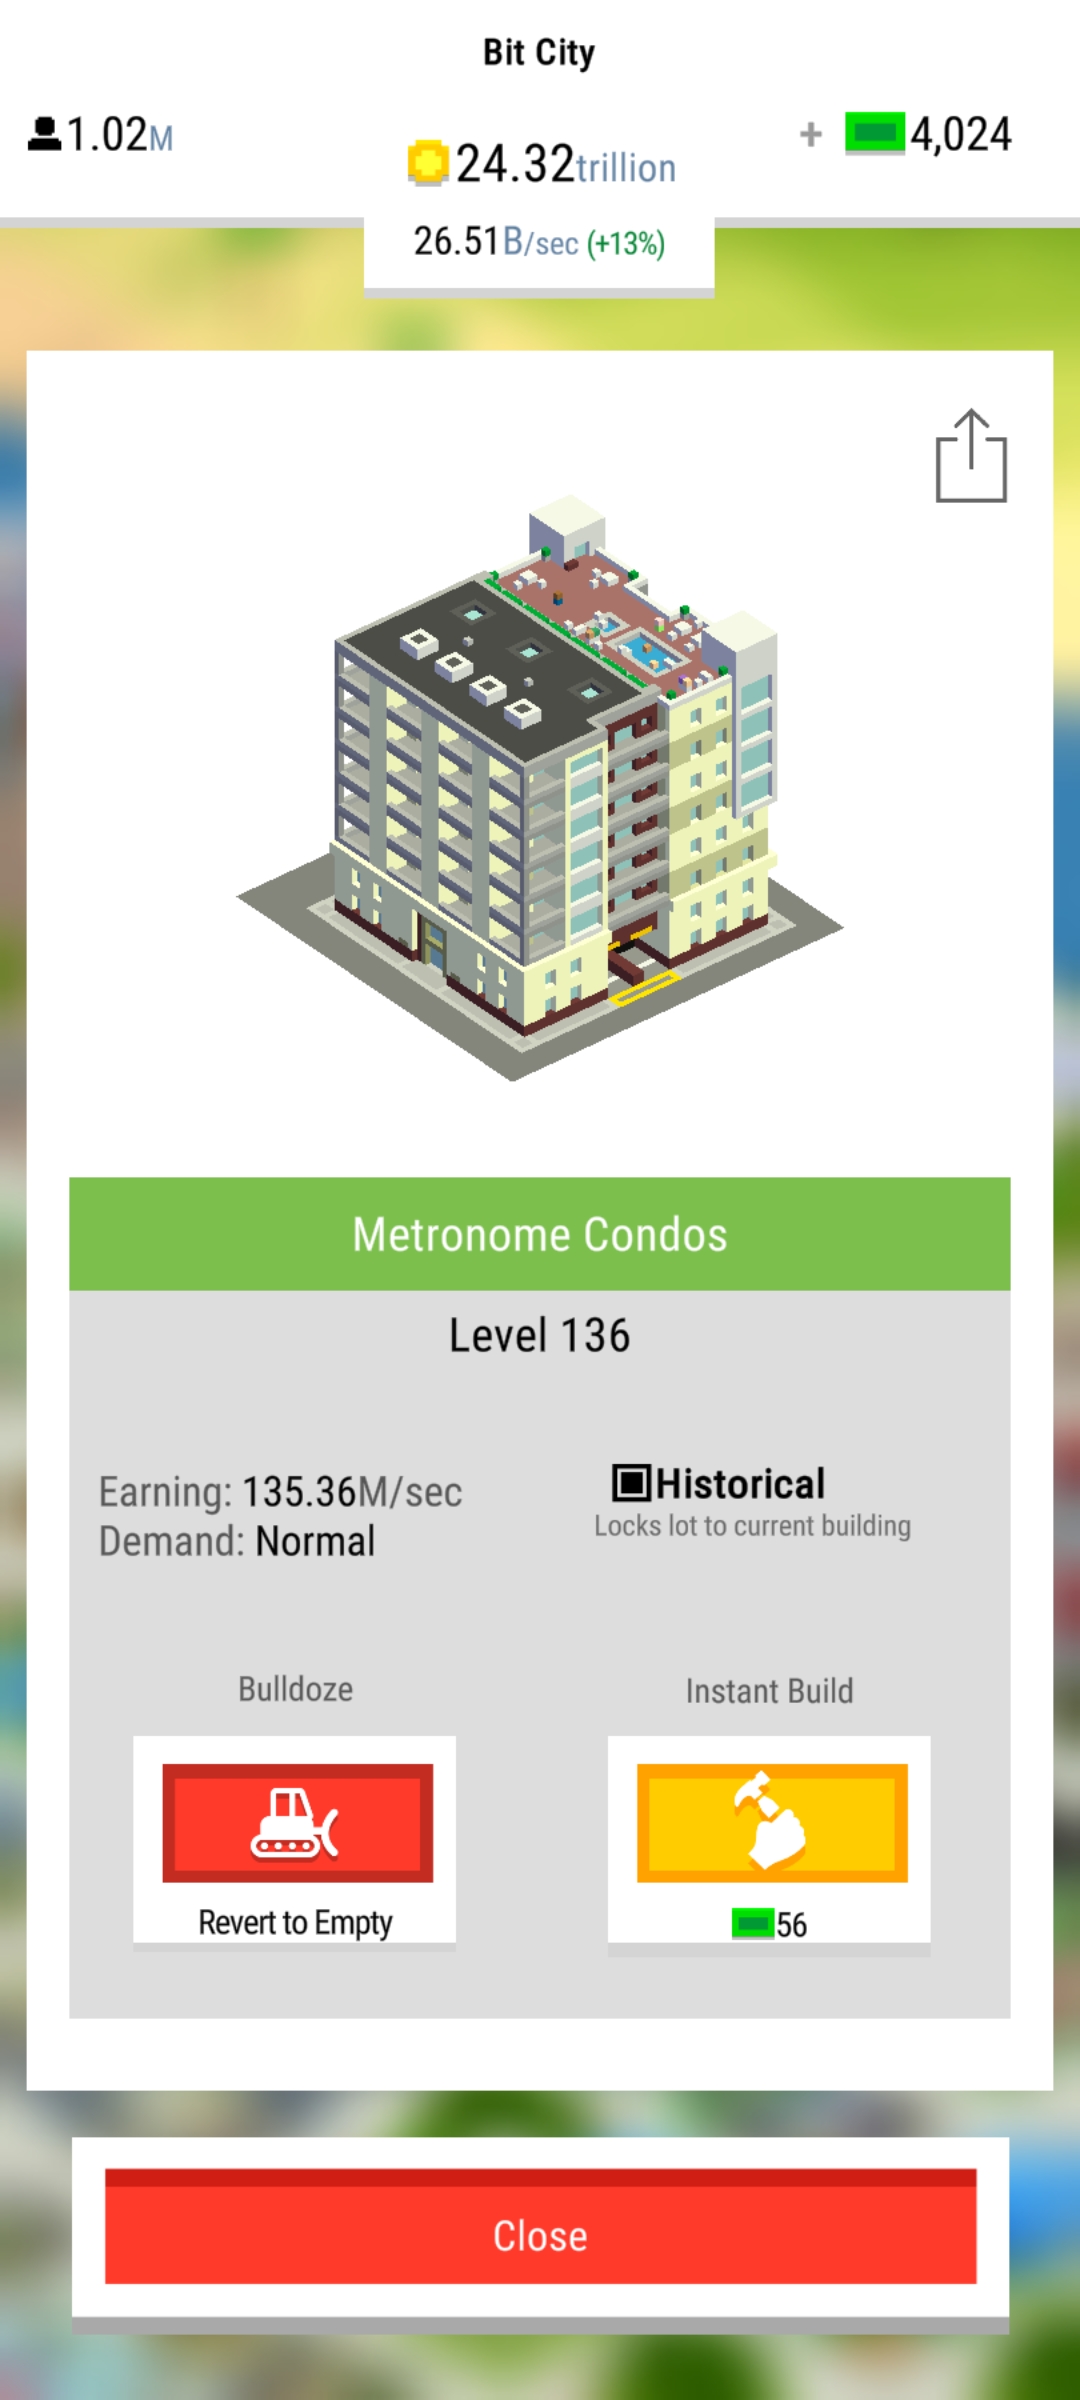 Bit City
1.02M
24.32trillion
+ 4,024
26.51B/sec (+13%)
Metronome Condos
Level 136
Earning: 135.36M/sec
Demand: Normal
Historical
Locks lot to current building
Bulldoze
Instant Build
Revert to Empty
56
Close